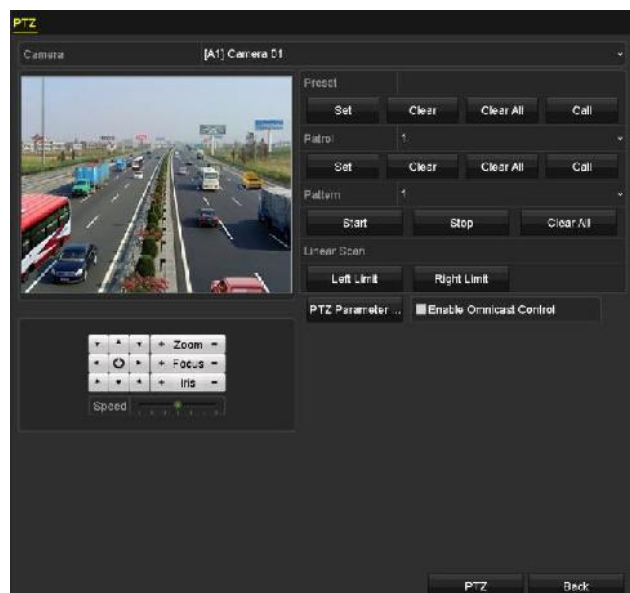 PTZ
Camera [A1] Camera 01
Preset
Set Clear Clear All Call
Patrol 1
Set Clear Clear All Call
Pattern 1
Start Stop Clear All
Linear Scan
Left Limit Right Limit
PTZ Parameter ... Enable Omnicast Control
+ Zoom -
+ Focus -
+ Iris -
Speed
PTZ Back